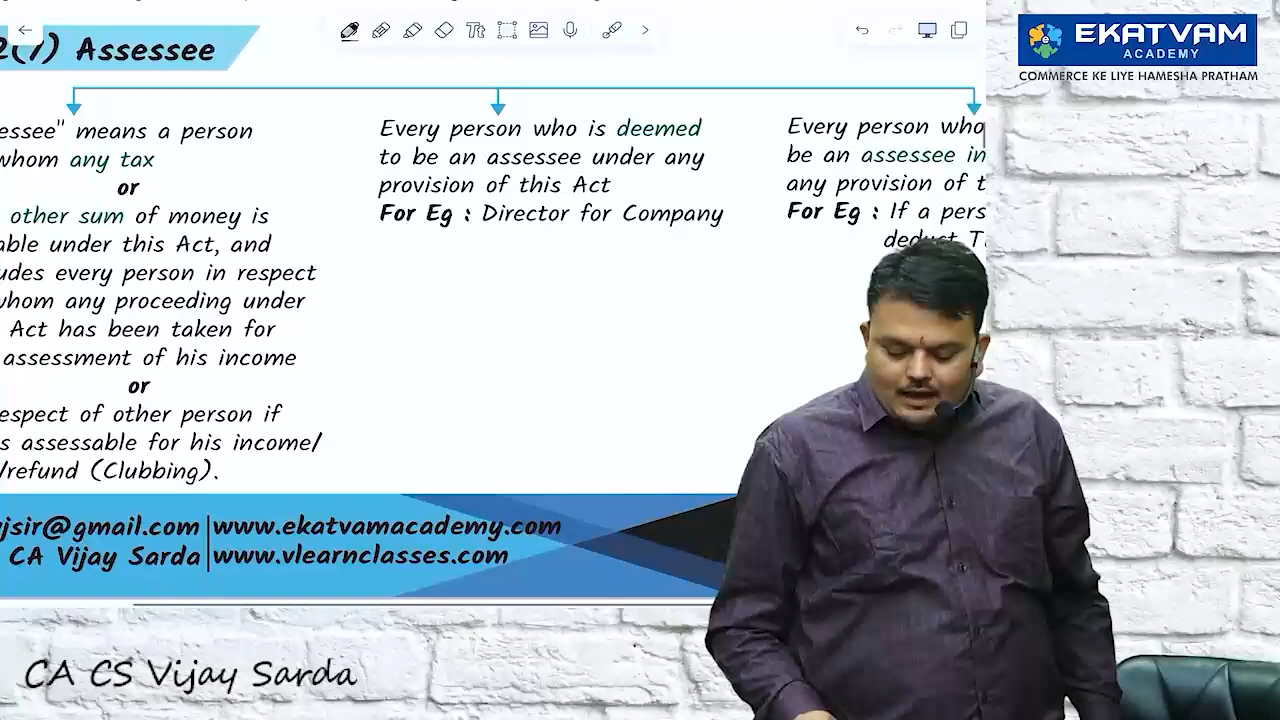 2(7) Assessee
EKATVAM
ACADEMY
COMMERCE KE LIYE HAMESHA PRATHAM
essee" means a person
whom any tax
or
other sum of money is
able under this Act, and
udes every person in respect
whom any proceeding under
Act has been taken for
assessment of his income
or
espect of other person if
s assessable for his income/
/refund (Clubbing).
Every person who is deemed
to be an assessee under any
provision of this Act
For Eg : Director for Company
Every person who
be an assessee in
any provision of t
For Eg : If a pers
deduct T
vjsir@gmail.com | www.ekatvamacademy.com
CA Vijay Sarda | www.vlearnclasses.com
CA CS Vijay Sarda
Tt